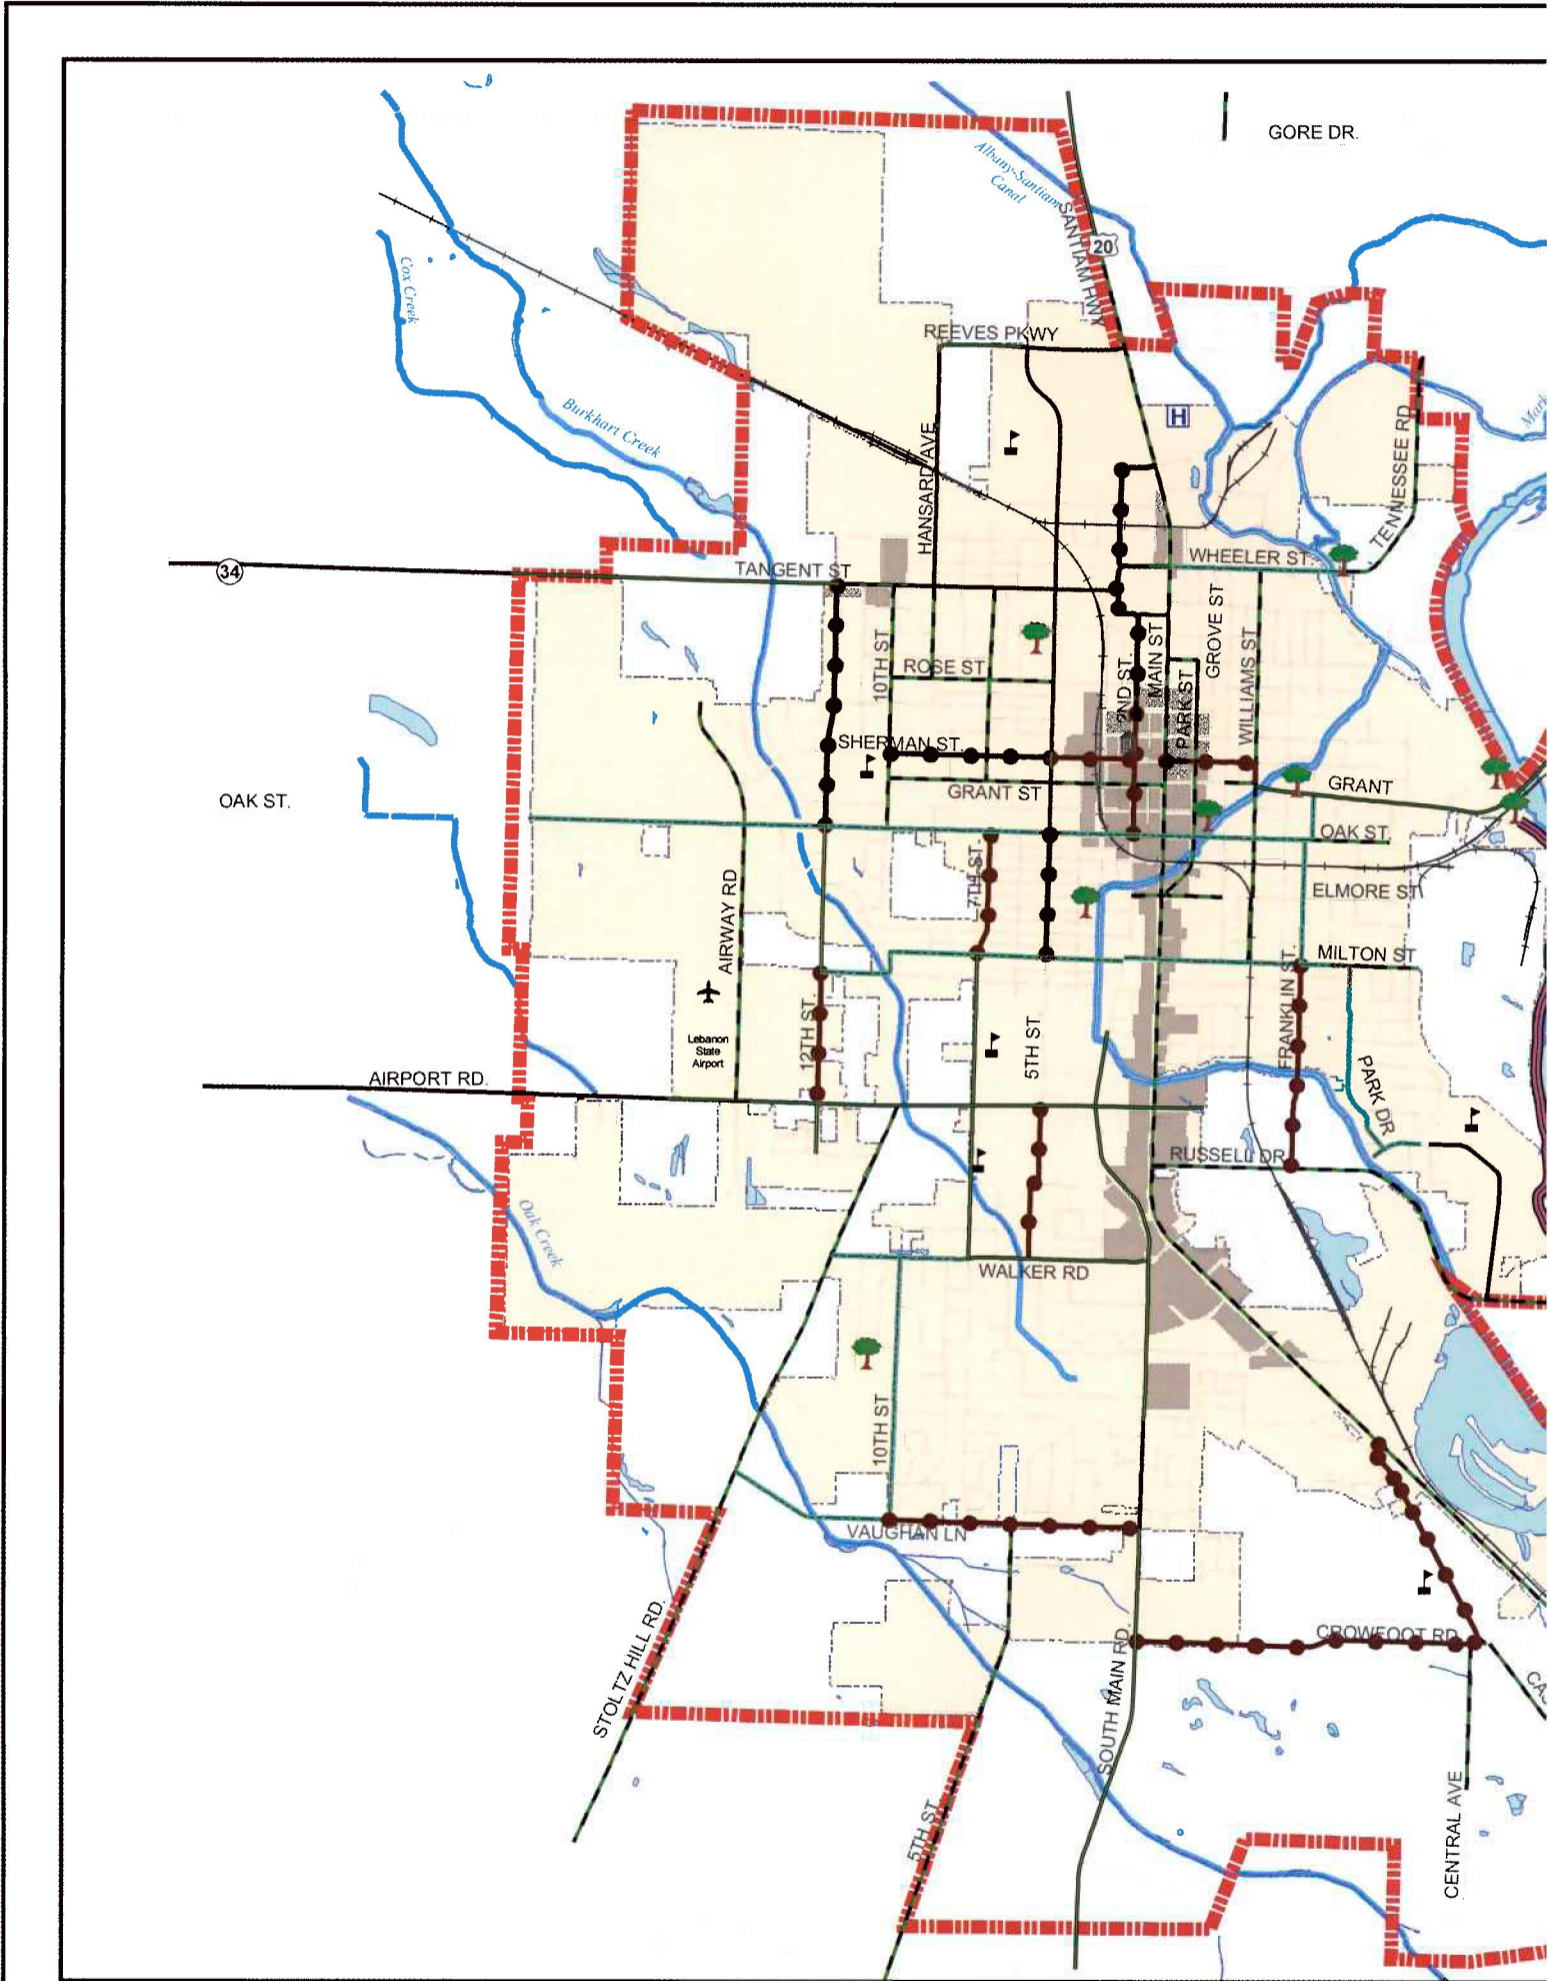 GORE DR.
Albany-Santiam
Canal
SANTIAM HWY
20
Cox Creek
REEVES PKWY
Burkhart Creek
H
HANSARD AVE
TENNESSEE RD
Mark
34
TANGENT ST
WHEELER ST.
10TH ST
ROSE ST
2ND ST.
MAIN ST
GROVE ST
PARK ST
WILLIAMS ST
SHERMAN ST.
GRANT ST
GRANT
OAK ST.
OAK ST.
7TH ST.
ELMORE ST
AIRWAY RD
MILTON ST
Lebanon
State
Airport
12TH ST.
5TH ST
FRANKLIN ST.
PARK DR
AIRPORT RD.
RUSSELL DR
Oak Creek
WALKER RD
10TH ST
VAUGHAN LN
STOLTZ HILL RD.
CROWFOOT RD
SOUTH MAIN RD.
CAS
5TH ST.
CENTRAL AVE